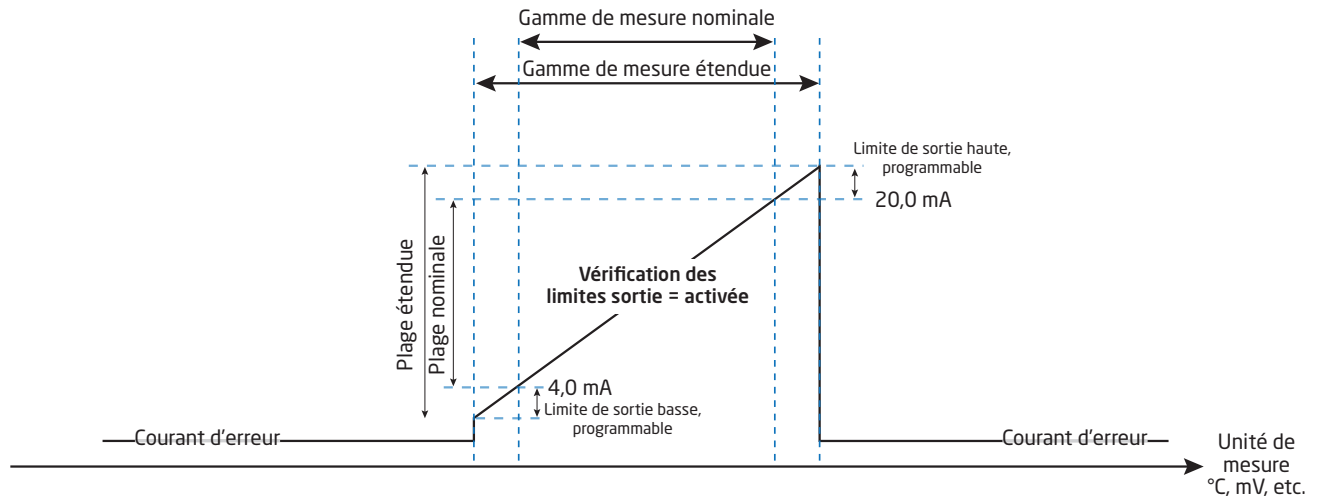 Gamme de mesure nominale
Gamme de mesure étendue
Limite de sortie haute,
programmable
20,0 mA
Plage étendue
Plage nominale
Vérification des
limites sortie = activée
4,0 mA
Limite de sortie basse,
programmable
Courant d'erreur
Courant d'erreur
Unité de
mesure
°C, mV, etc.